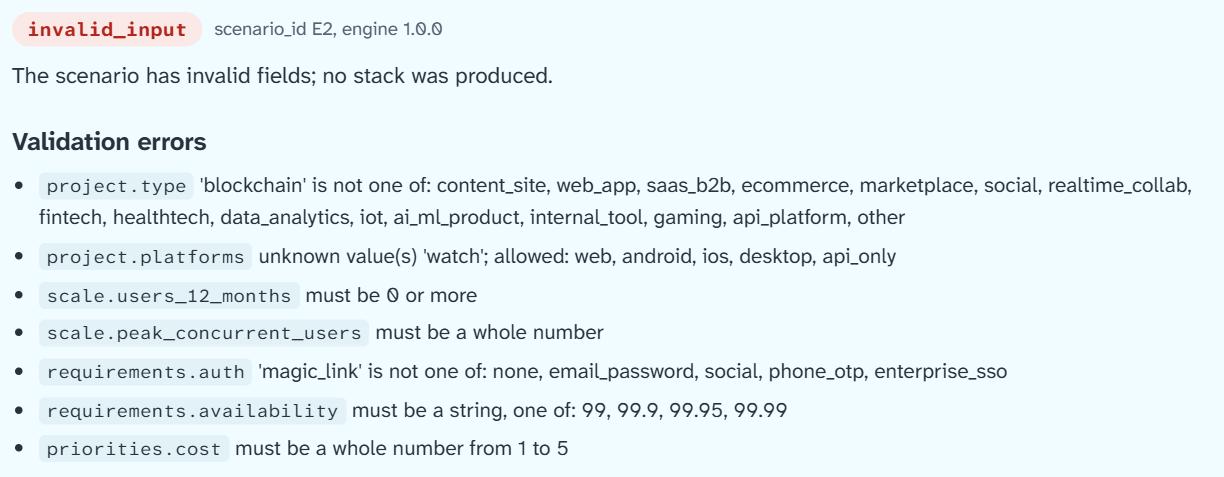 invalid_input scenario_id E2, engine 1.0.0
The scenario has invalid fields; no stack was produced.
Validation errors
• project.type 'blockchain' is not one of: content_site, web_app, saas_b2b, ecommerce, marketplace, social, realtime_collab,
fintech, healthtech, data_analytics, iot, ai_ml_product, internal_tool, gaming, api_platform, other
• project.platforms unknown value(s) 'watch'; allowed: web, android, ios, desktop, api_only
• scale.users_12_months must be 0 or more
• scale.peak_concurrent_users must be a whole number
• requirements.auth 'magic_link' is not one of: none, email_password, social, phone_otp, enterprise_sso
• requirements.availability must be a string, one of: 99, 99.9, 99.95, 99.99
• priorities.cost must be a whole number from 1 to 5